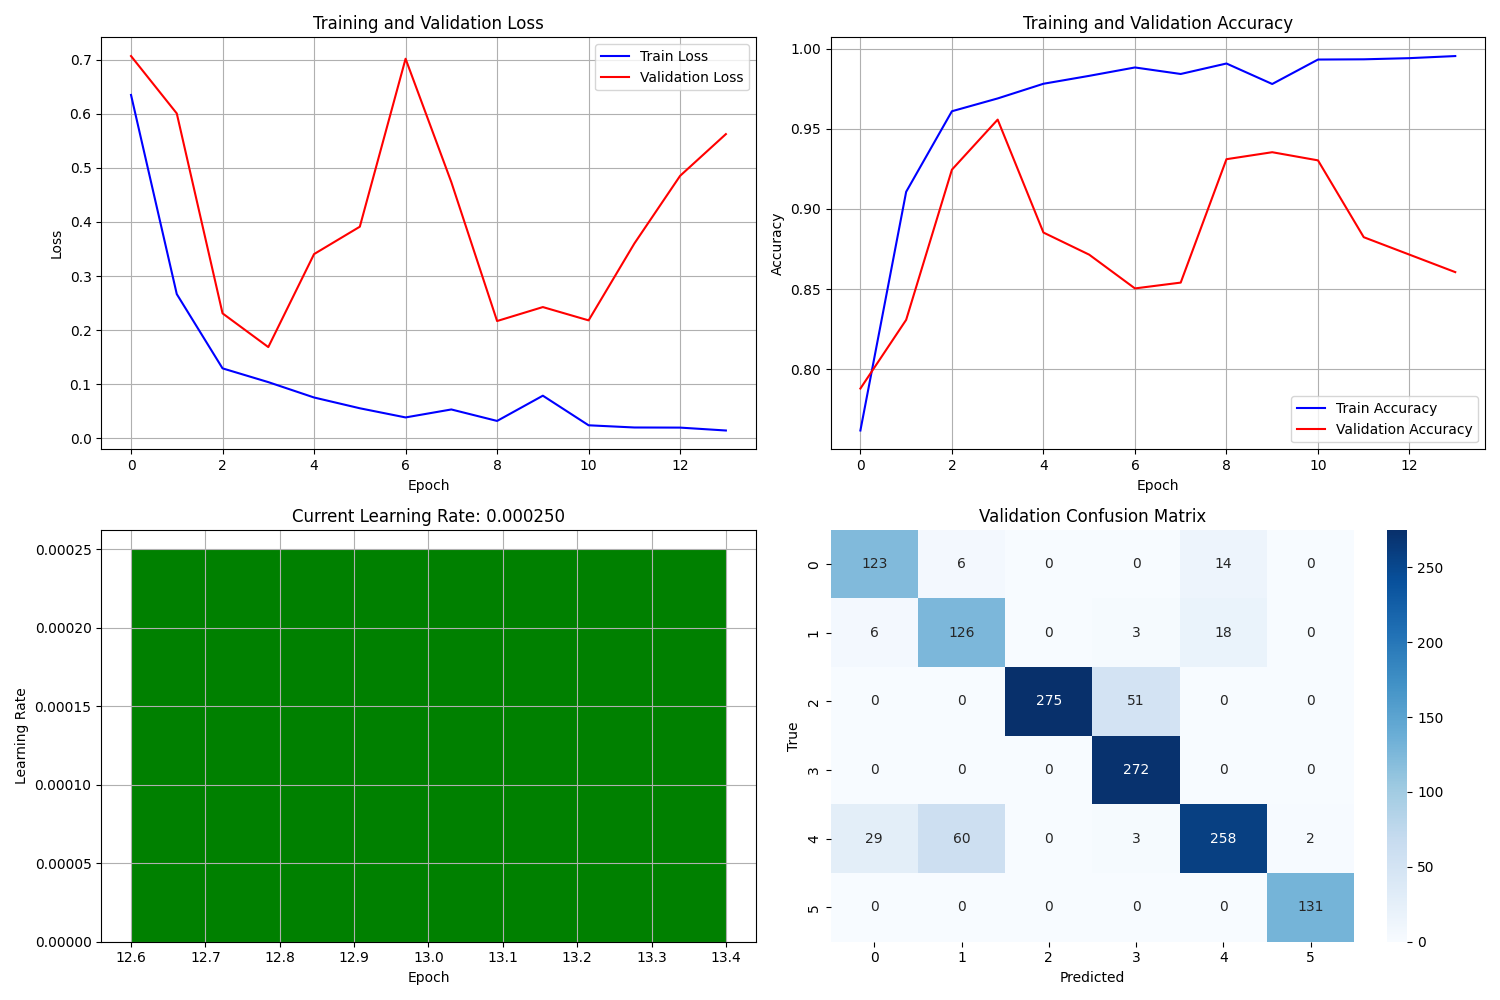 Training and Validation Loss
Train Loss
Validation Loss
Loss
0.7
0.6
0.5
0.4
0.3
0.2
0.1
0.0
0 2 4 6 8 10 12
Epoch
Training and Validation Accuracy
Accuracy
1.00
0.95
0.90
0.85
0.80
Train Accuracy
Validation Accuracy
0 2 4 6 8 10 12
Epoch
Current Learning Rate: 0.000250
Learning Rate
0.00025
0.00020
0.00015
0.00010
0.00005
0.00000
12.6 12.7 12.8 12.9 13.0 13.1 13.2 13.3 13.4
Epoch
Validation Confusion Matrix
True
0 123 6 0 0 14 0
1 6 126 0 3 18 0
2 0 0 275 51 0 0
3 0 0 0 272 0 0
4 29 60 0 3 258 2
5 0 0 0 0 0 131
0 1 2 3 4 5
Predicted
250
200
150
100
50
0